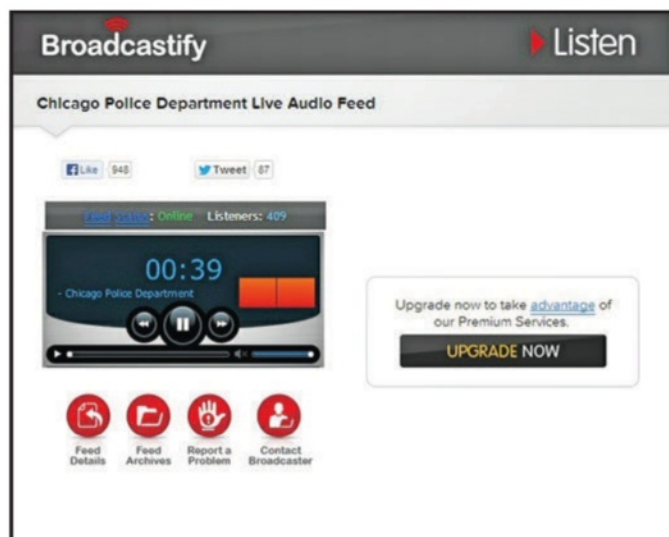 Broadcastify
Listen
Chicago Police Department Live Audio Feed
Like 948
Tweet 87
Feed Status: Online Listeners: 409
00:39
- Chicago Police Department
Upgrade now to take advantage of
our Premium Services.
UPGRADE NOW
Feed
Details
Feed
Archives
Report a
Problem
Contact
Broadcaster